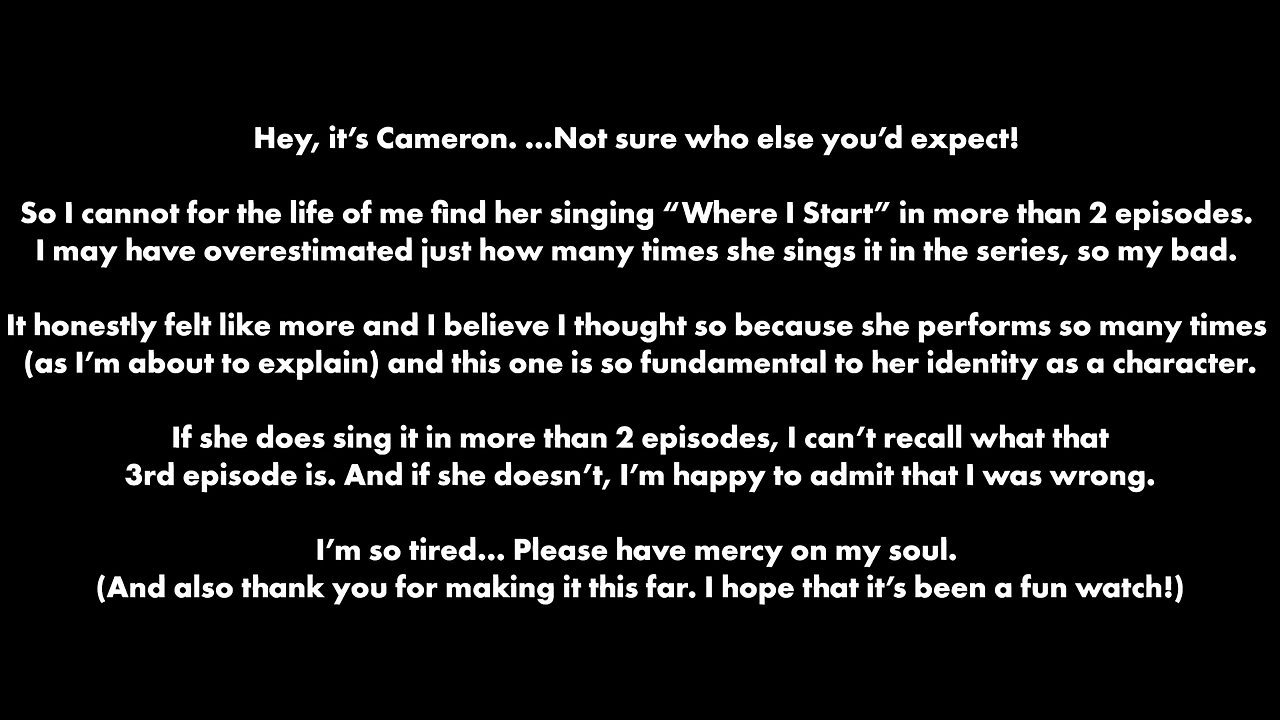 Hey, it’s Cameron. ...Not sure who else you’d expect!
So I cannot for the life of me find her singing “Where I Start” in more than 2 episodes.
I may have overestimated just how many times she sings it in the series, so my bad.
It honestly felt like more and I believe I thought so because she performs so many times
(as I’m about to explain) and this one is so fundamental to her identity as a character.
If she does sing it in more than 2 episodes, I can’t recall what that
3rd episode is. And if she doesn’t, I’m happy to admit that I was wrong.
I’m so tired... Please have mercy on my soul.
(And also thank you for making it this far. I hope that it’s been a fun watch!)